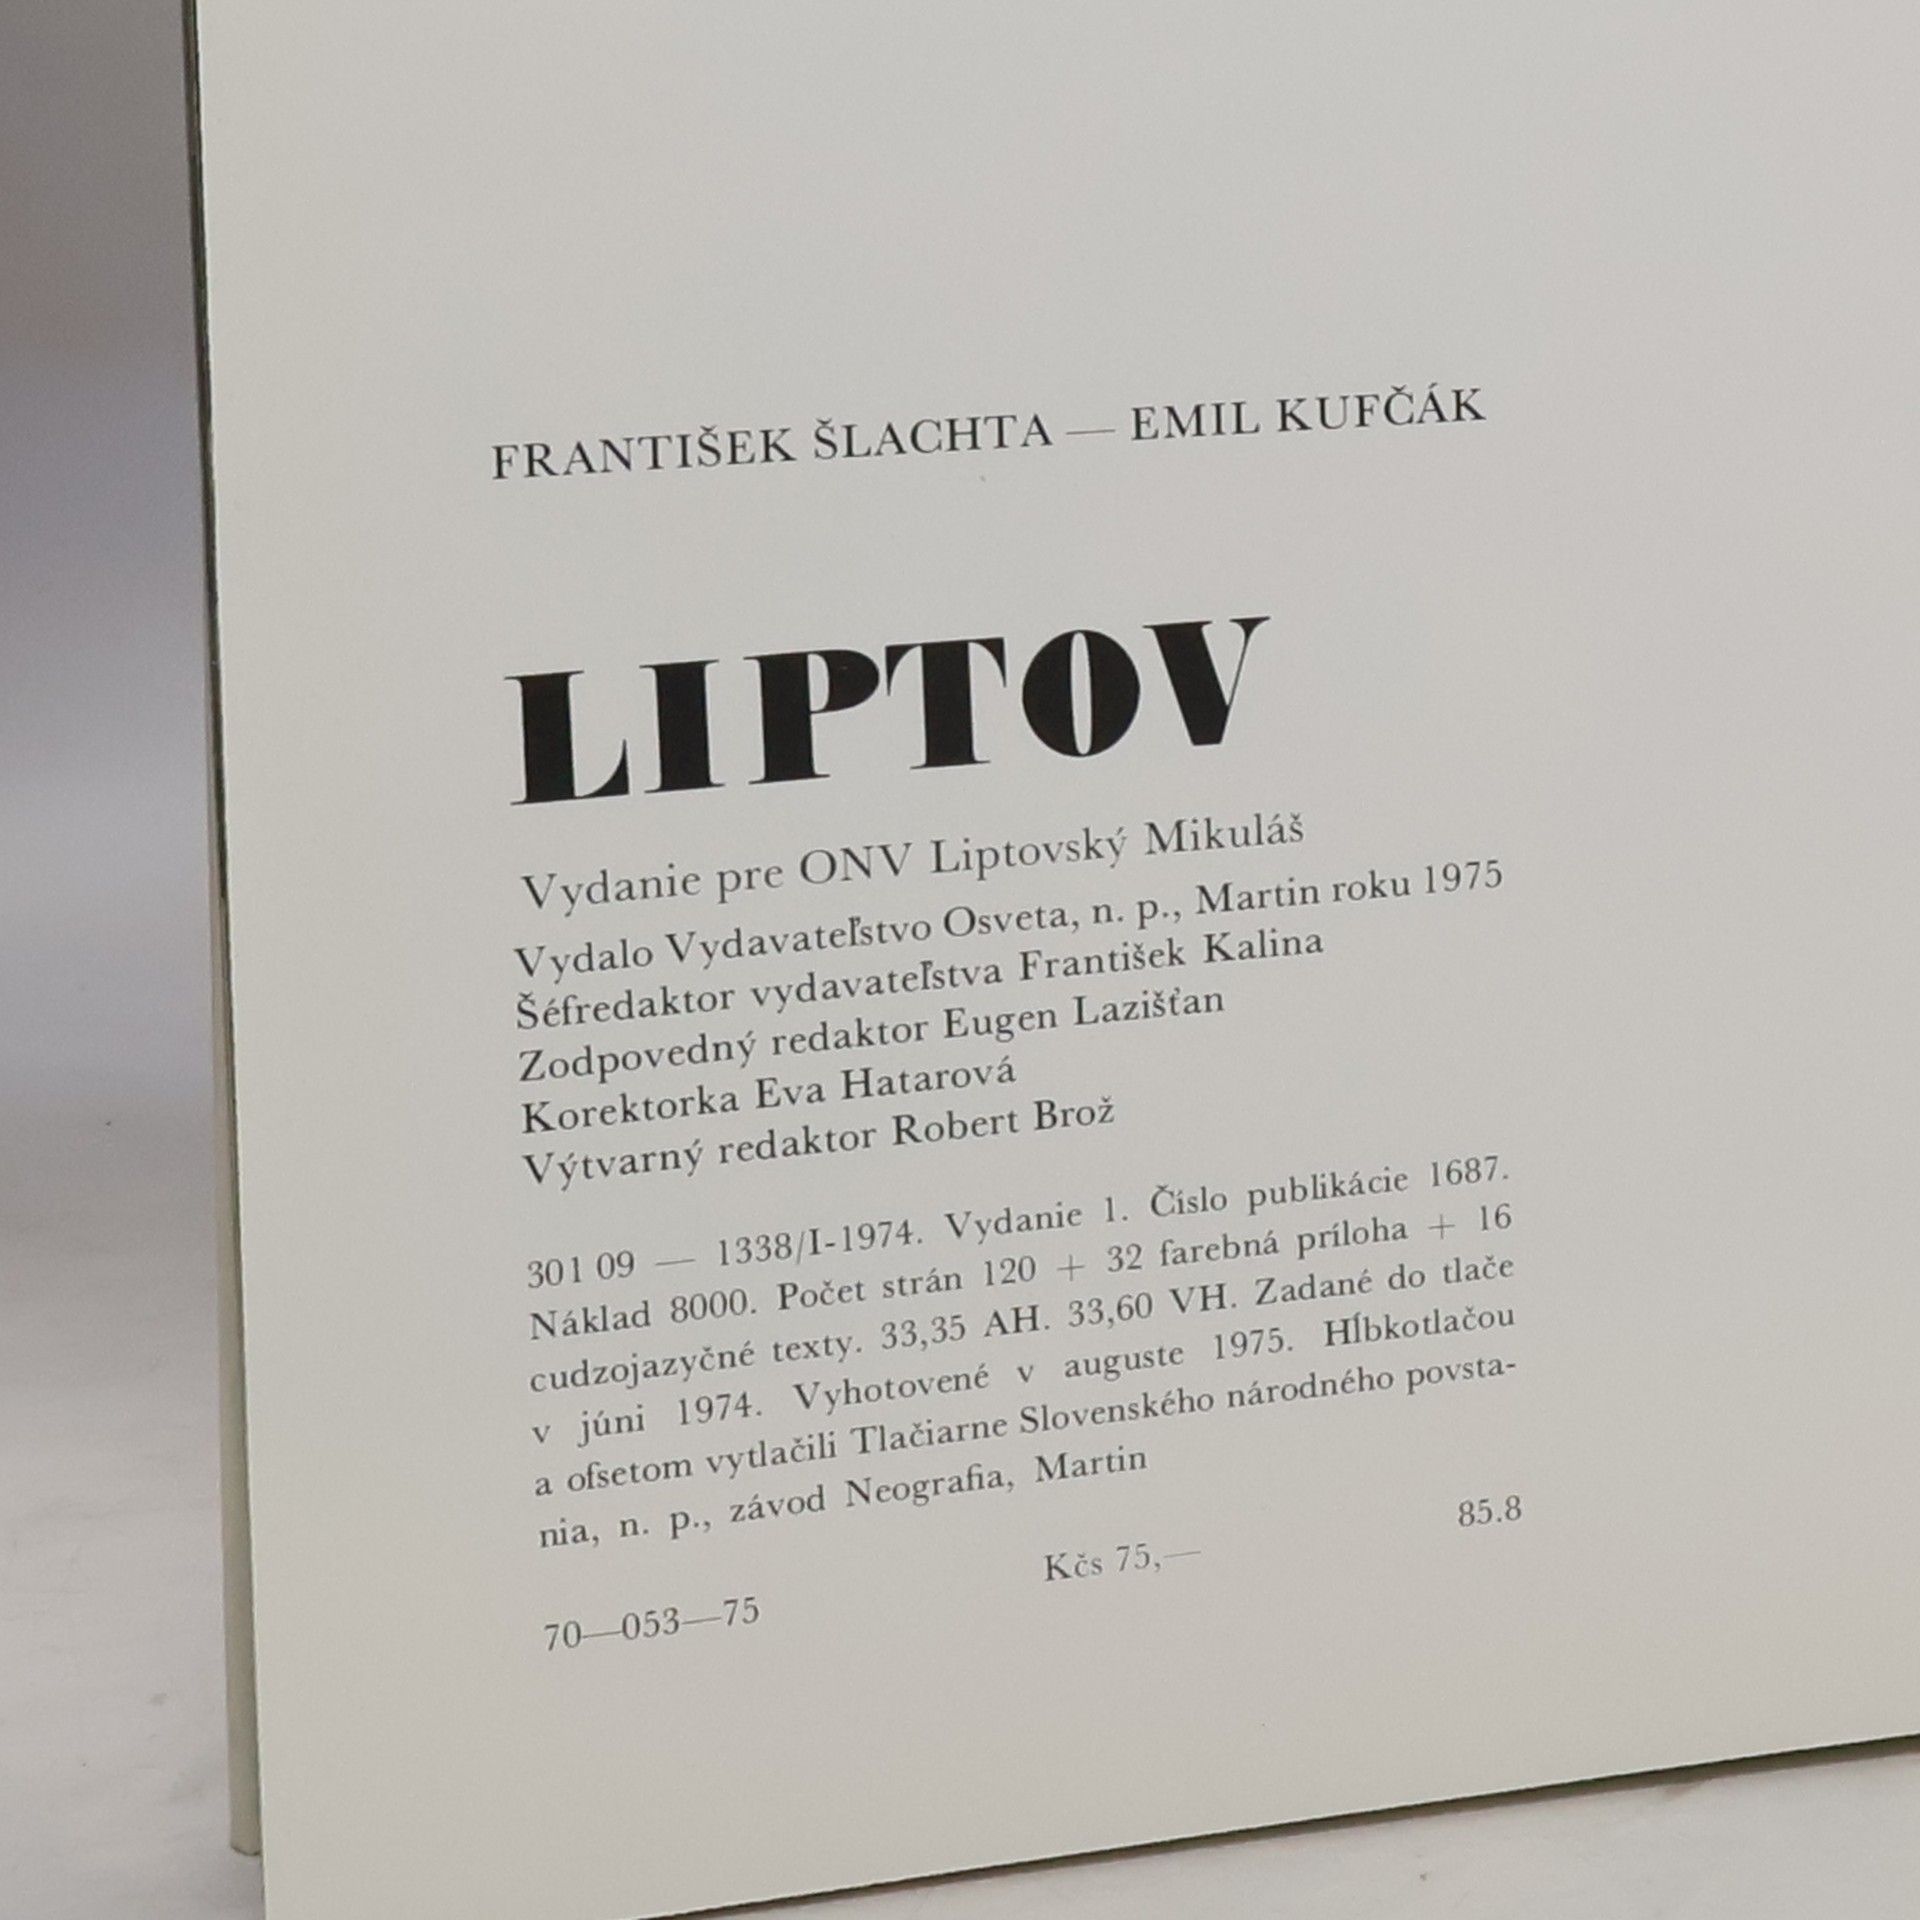 FRANTIŠEK ŠLACHTA — EMIL KUFČÁK
LIPTOV
Vydanie pre ONV Liptovský Mikuláš
Vydalo Vydavateľstvo Osveta, n. p., Martin roku 1975
Šéfredaktor vydavateľstva František Kalina
Zodpovedný redaktor Eugen Lazišťan
Korektorka Eva Hatarová
Výtvarný redaktor Robert Brož
301 09 — 1338/I-1974. Vydanie 1. Číslo publikácie 1687.
Náklad 8000. Počet strán 120 + 32 farebná príloha + 16
cudzojazyčné texty. 33,35 AH. 33,60 VH. Zadané do tlače
v júni 1974. Vyhotovené v auguste 1975. Hĺbkotlačou
a ofsetom vytlačili Tlačiarne Slovenského národného povsta-
nia, n. p., závod Neografia, Martin
85.8
Kčs 75,—
70—053—75